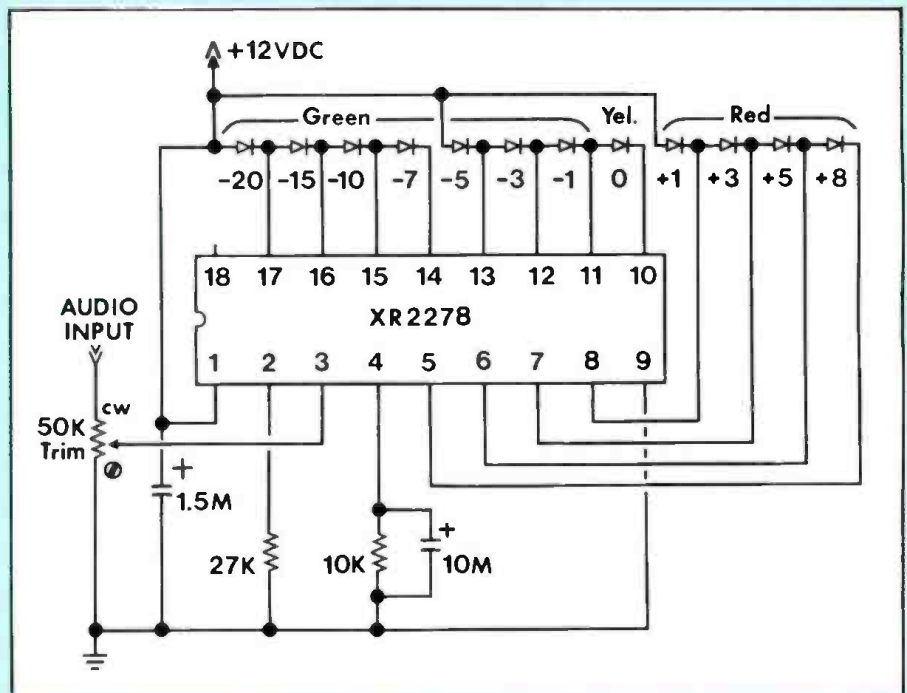 +12VDC
Green Yel. Red
-20 -15 -10 -7 -5 -3 -1 0 +1 +3 +5 +8
18 17 16 15 14 13 12 11 10
XR2278
1 2 3 4 5 6 7 8 9
AUDIO
INPUT
cw
50K
Trim
+
1.5M
27K
10K
+
10M